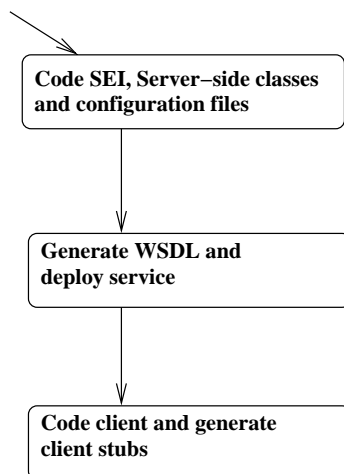 Code SEI, Server–side classes
and configuration files
Generate WSDL and
deploy service
Code client and generate
client stubs